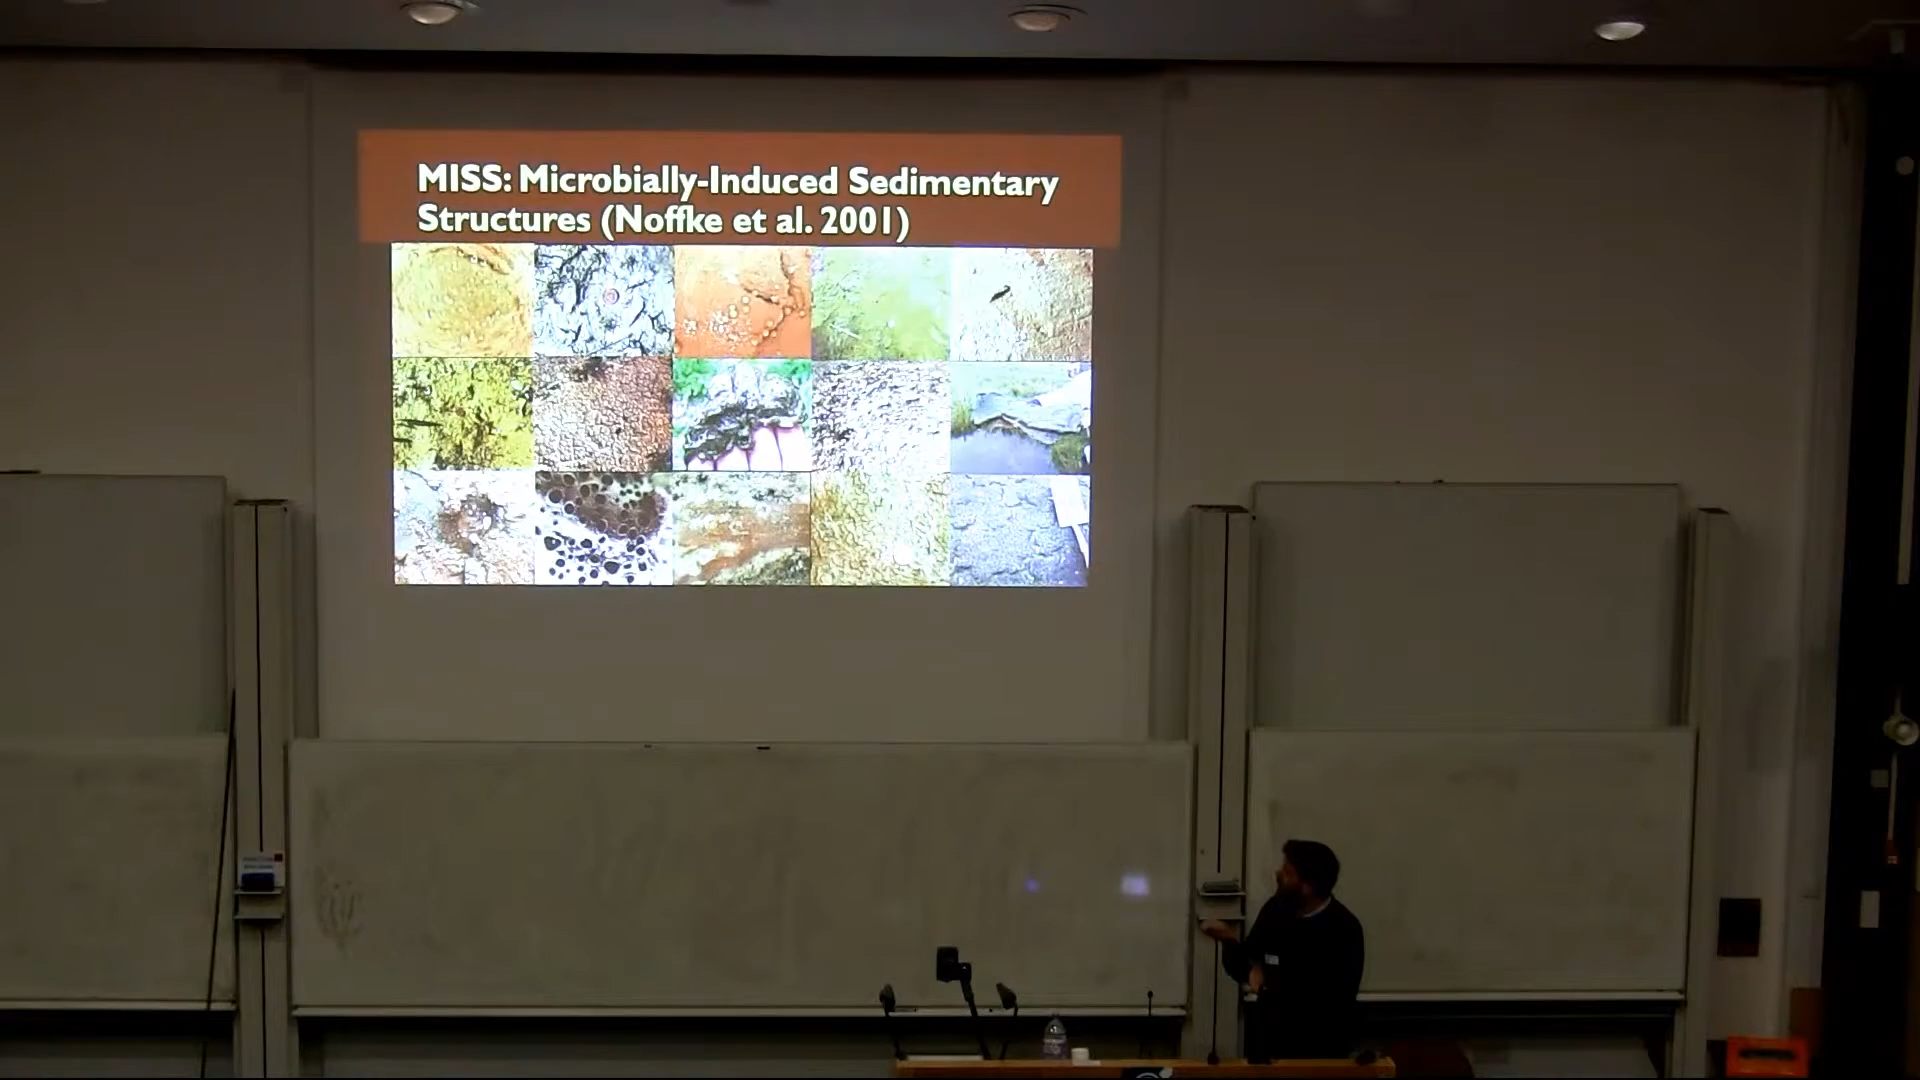 MISS: Microbially-Induced Sedimentary
Structures (Noffke et al. 2001)